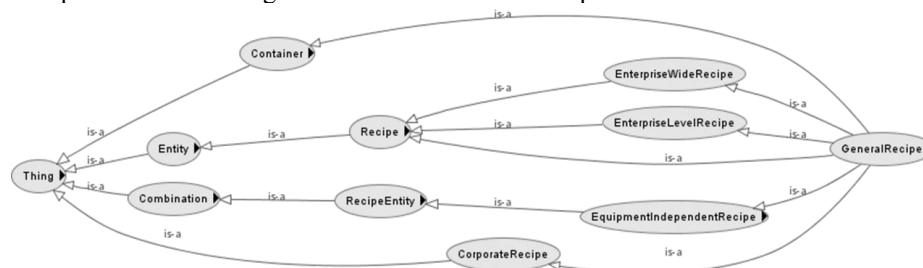 is-a
Container
EnterpriseWideRecipe
is-a
is-a
is-a
EnterpriseLevelRecipe
is-a
Recipe
is-a
is-a
Entity
GeneralRecipe
is-a
is-a
Thing
is-a
is-a
Combination
is-a
RecipeEntity
EquipmentIndependentRecipe
is-a
CorporateRecipe
is-a